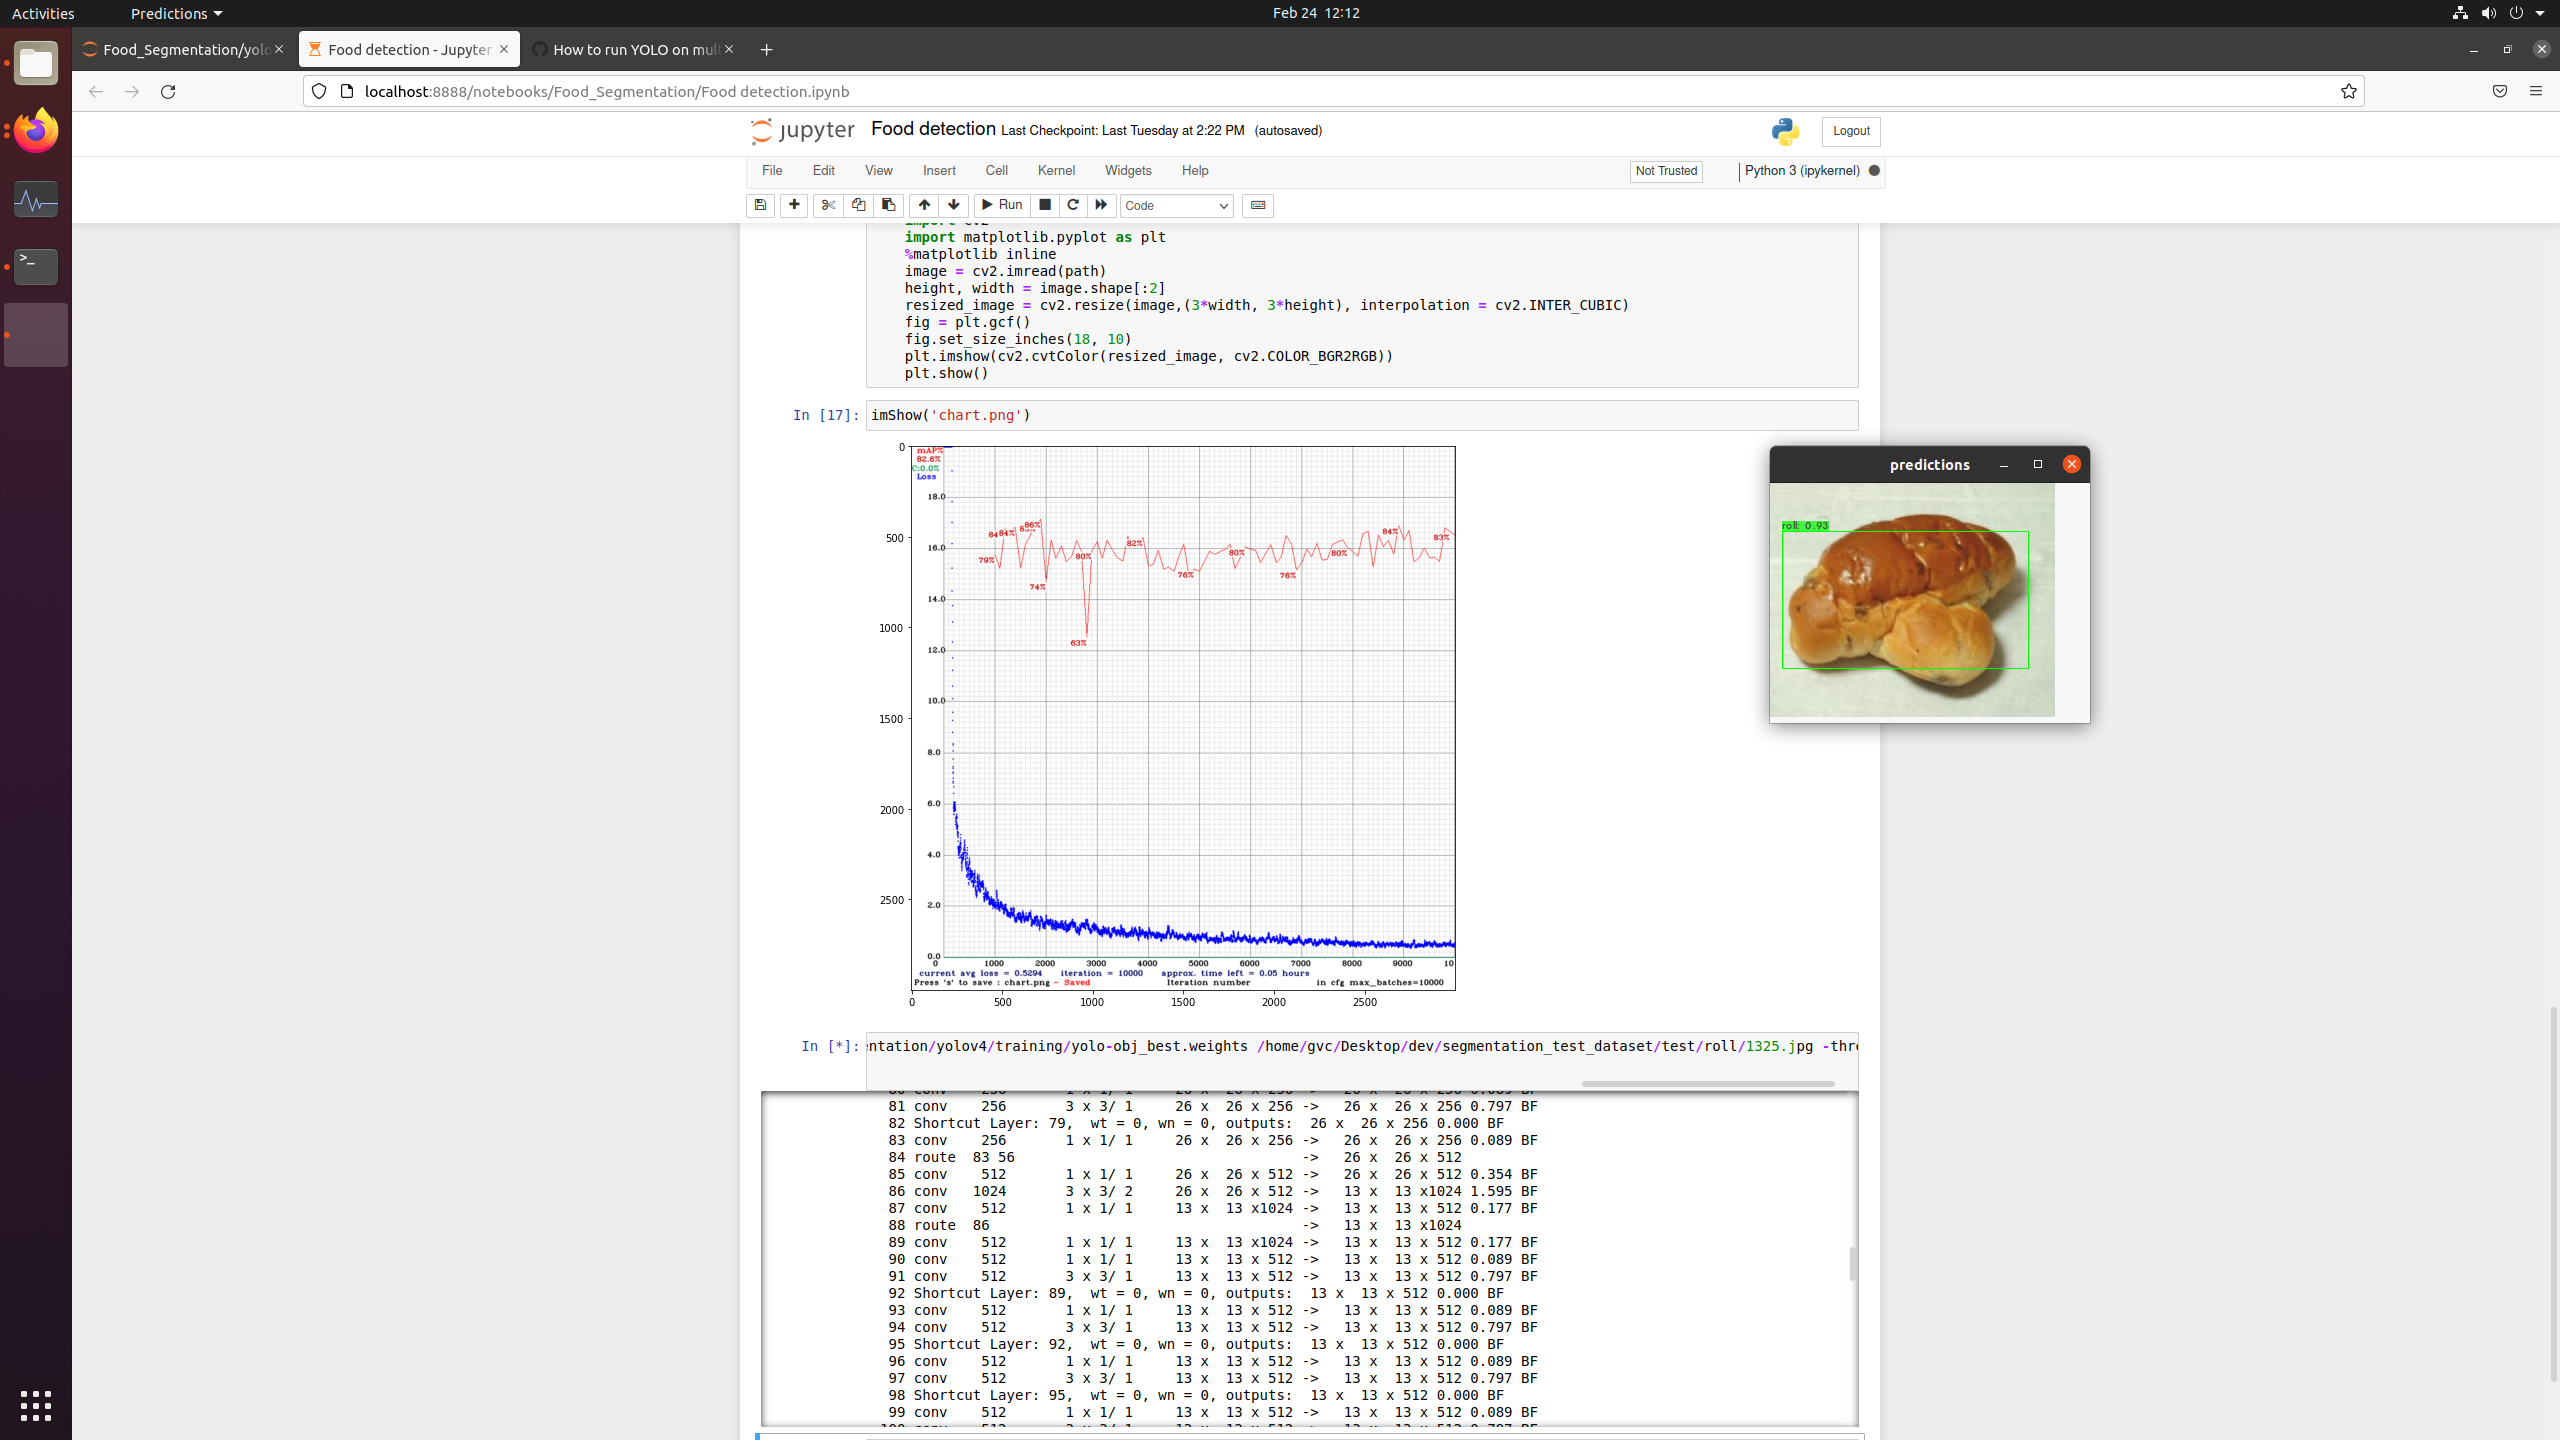 Activities
Predictions
Feb 24 12:12
Food_Segmentation/yolo
Food detection - Jupyter
How to run YOLO on mul
localhost:8888/notebooks/Food_Segmentation/Food detection.ipynb
jupyter Food detection Last Checkpoint: Last Tuesday at 2:22 PM (autosaved)
Logout
File Edit View Insert Cell Kernel Widgets Help
Not Trusted
Python 3 (ipykernel)
Run
Code
import matplotlib.pyplot as plt
%matplotlib inline
image = cv2.imread(path)
height, width = image.shape[:2]
resized_image = cv2.resize(image,(3*width, 3*height), interpolation = cv2.INTER_CUBIC)
fig = plt.gcf()
fig.set_size_inches(18, 10)
plt.imshow(cv2.cvtColor(resized_image, cv2.COLOR_BGR2RGB))
plt.show()
In [17]: imShow('chart.png')
0
500
1000
1500
2000
2500
mAP%
82.6%
C:0.0%
Loss
18.0
16.0
14.0
12.0
10.0
8.0
6.0
4.0
2.0
0.0
79%
84%
86%
74%
80%
63%
82%
76%
80%
76%
80%
84%
83%
0 1000 2000 3000 4000 5000 6000 7000 8000 9000 10
current avg loss = 0.5294 iteration = 10000 approx. time left = 0.05 hours
Press 's' to save : chart.png - Saved Iteration number in cfg max_batches=10000
0 500 1000 1500 2000 2500
predictions
roll: 0.93
In [*]: entation/yolov4/training/yolo-obj_best.weights /home/gvc/Desktop/dev/segmentation_test_dataset/test/roll/1325.jpg -thre
81 conv 256 3 x 3/ 1 26 x 26 x 256 -> 26 x 26 x 256 0.797 BF
82 Shortcut Layer: 79, wt = 0, wn = 0, outputs: 26 x 26 x 256 0.000 BF
83 conv 256 1 x 1/ 1 26 x 26 x 256 -> 26 x 26 x 256 0.089 BF
84 route 83 56 -> 26 x 26 x 512
85 conv 512 1 x 1/ 1 26 x 26 x 512 -> 26 x 26 x 512 0.354 BF
86 conv 1024 3 x 3/ 2 26 x 26 x 512 -> 13 x 13 x1024 1.595 BF
87 conv 512 1 x 1/ 1 13 x 13 x1024 -> 13 x 13 x 512 0.177 BF
88 route 86 -> 13 x 13 x1024
89 conv 512 1 x 1/ 1 13 x 13 x1024 -> 13 x 13 x 512 0.177 BF
90 conv 512 1 x 1/ 1 13 x 13 x 512 -> 13 x 13 x 512 0.089 BF
91 conv 512 3 x 3/ 1 13 x 13 x 512 -> 13 x 13 x 512 0.797 BF
92 Shortcut Layer: 89, wt = 0, wn = 0, outputs: 13 x 13 x 512 0.000 BF
93 conv 512 1 x 1/ 1 13 x 13 x 512 -> 13 x 13 x 512 0.089 BF
94 conv 512 3 x 3/ 1 13 x 13 x 512 -> 13 x 13 x 512 0.797 BF
95 Shortcut Layer: 92, wt = 0, wn = 0, outputs: 13 x 13 x 512 0.000 BF
96 conv 512 1 x 1/ 1 13 x 13 x 512 -> 13 x 13 x 512 0.089 BF
97 conv 512 3 x 3/ 1 13 x 13 x 512 -> 13 x 13 x 512 0.797 BF
98 Shortcut Layer: 95, wt = 0, wn = 0, outputs: 13 x 13 x 512 0.000 BF
99 conv 512 1 x 1/ 1 13 x 13 x 512 -> 13 x 13 x 512 0.089 BF